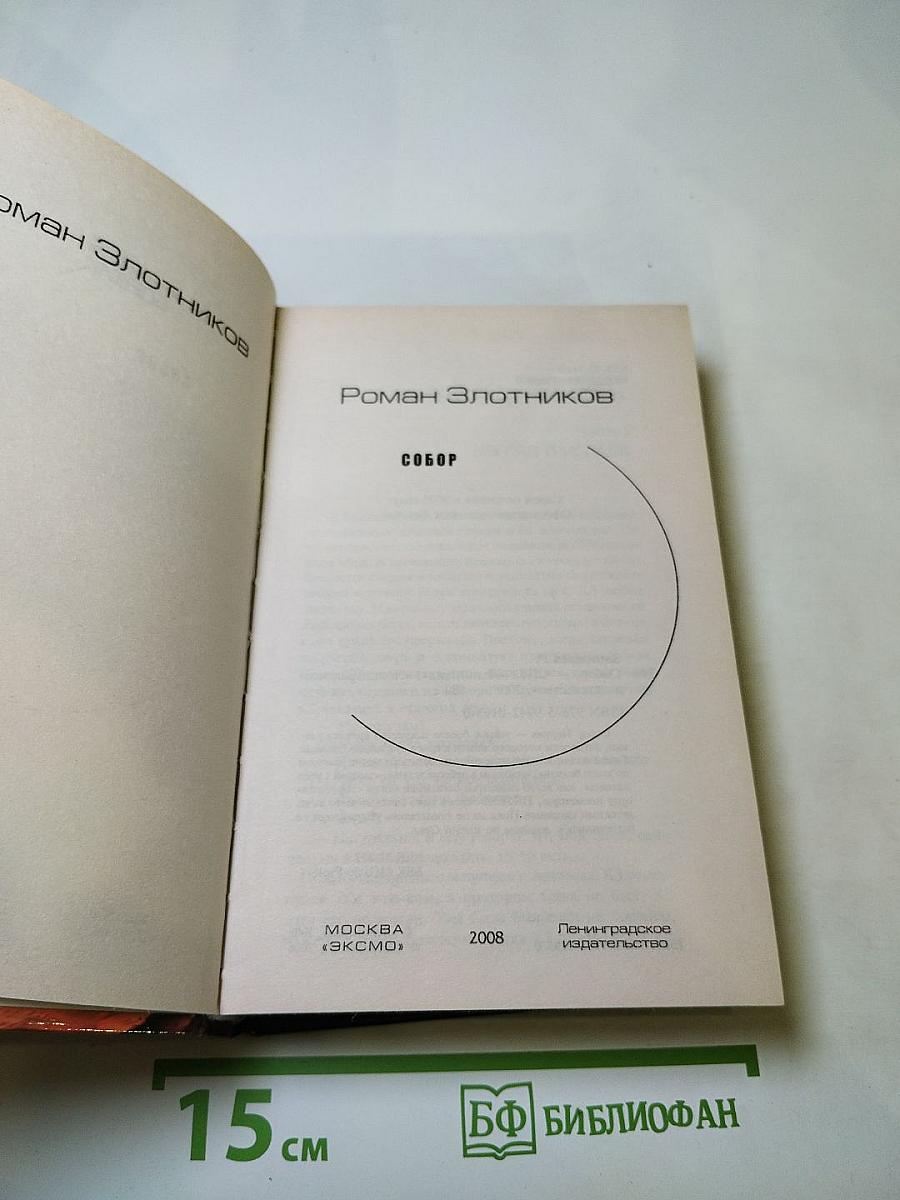 оман Злотников
Роман Злотников
СОБОР
МОСКВА
«ЭКСМО»
2008
Ленинградское
издательство
15 см
БФ БИБЛИОФАН